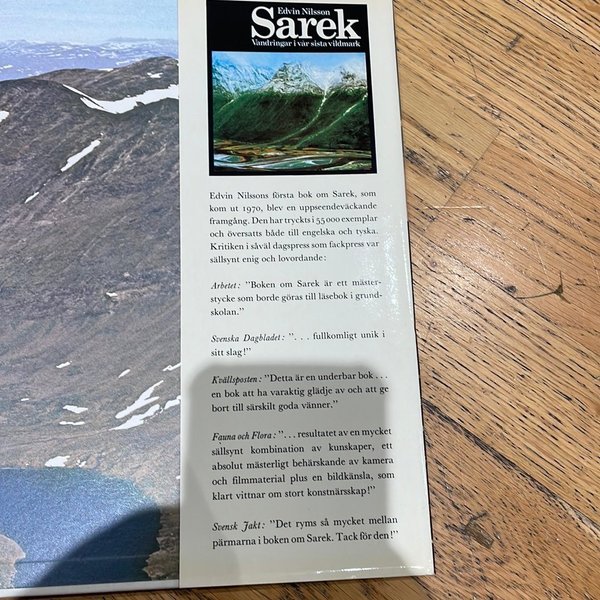 Edvin Nilsson
Sarek
Vandringar i vår sista vildmark
Edvin Nilssons första bok om Sarek, som
kom ut 1970, blev en uppseendeväckande
framgång. Den har tryckts i 55 000 exemplar
och översatts både till engelska och tyska.
Kritiken i såväl dagspress som fackpress var
sällsynt enig och lovordande:
Arbetet: ”Boken om Sarek är ett mäster-
stycke som borde göras till läsebok i grund-
skolan.”
Svenska Dagbladet: ”. . . fullkomligt unik i
sitt slag!”
Kvällsposten: ”Detta är en underbar bok . . .
en bok att ha varaktig glädje av och att ge
bort till särskilt goda vänner.”
Fauna och Flora: ”. . . resultatet av en mycket
sällsynt kombination av kunskaper, ett
absolut mästerligt behärskande av kamera
och filmmaterial plus en bildkänsla, som
klart vittnar om stort konstnärsskap!”
Svensk Jakt: ”Det ryms så mycket mellan
pärmarna i boken om Sarek. Tack för den!”